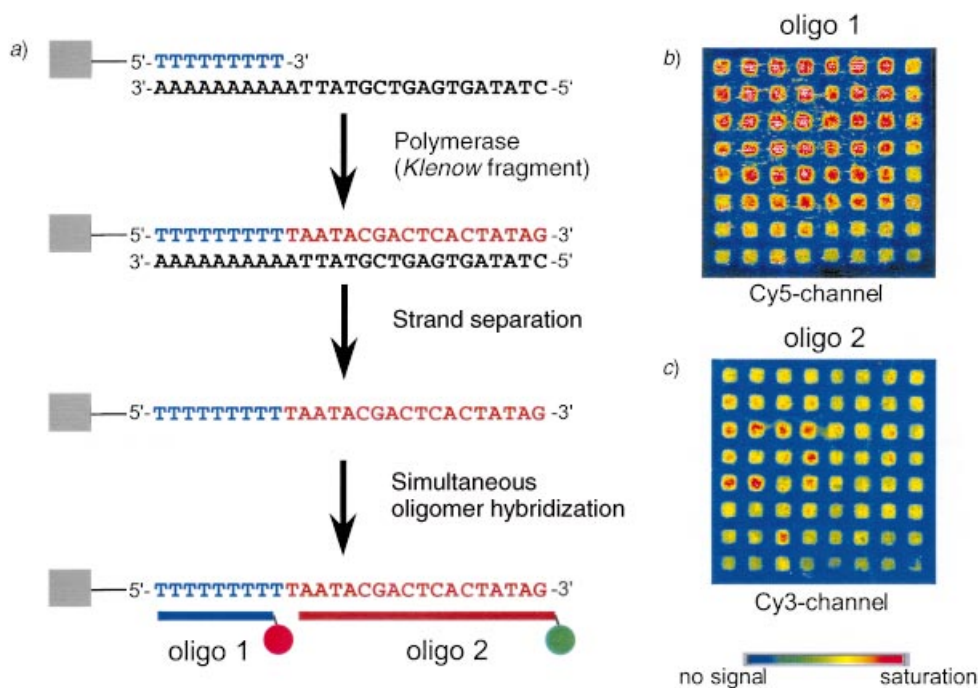 a)
5'-TTTTTTTTT-3'
3'-AAAAAAAAAATTATGCTGAGTGATATC-5'
Polymerase
(Klenow fragment)
5'-TTTTTTTTTTAATACGACTCACTATAG-3'
3'-AAAAAAAAAATTATGCTGAGTGATATC-5'
Strand separation
5'-TTTTTTTTTTAATACGACTCACTATAG-3'
Simultaneous
oligomer hybridization
5'-TTTTTTTTTTAATACGACTCACTATAG-3'
oligo 1 oligo 2
oligo 1
b)
Cy5-channel
oligo 2
c)
Cy3-channel
no signal saturation